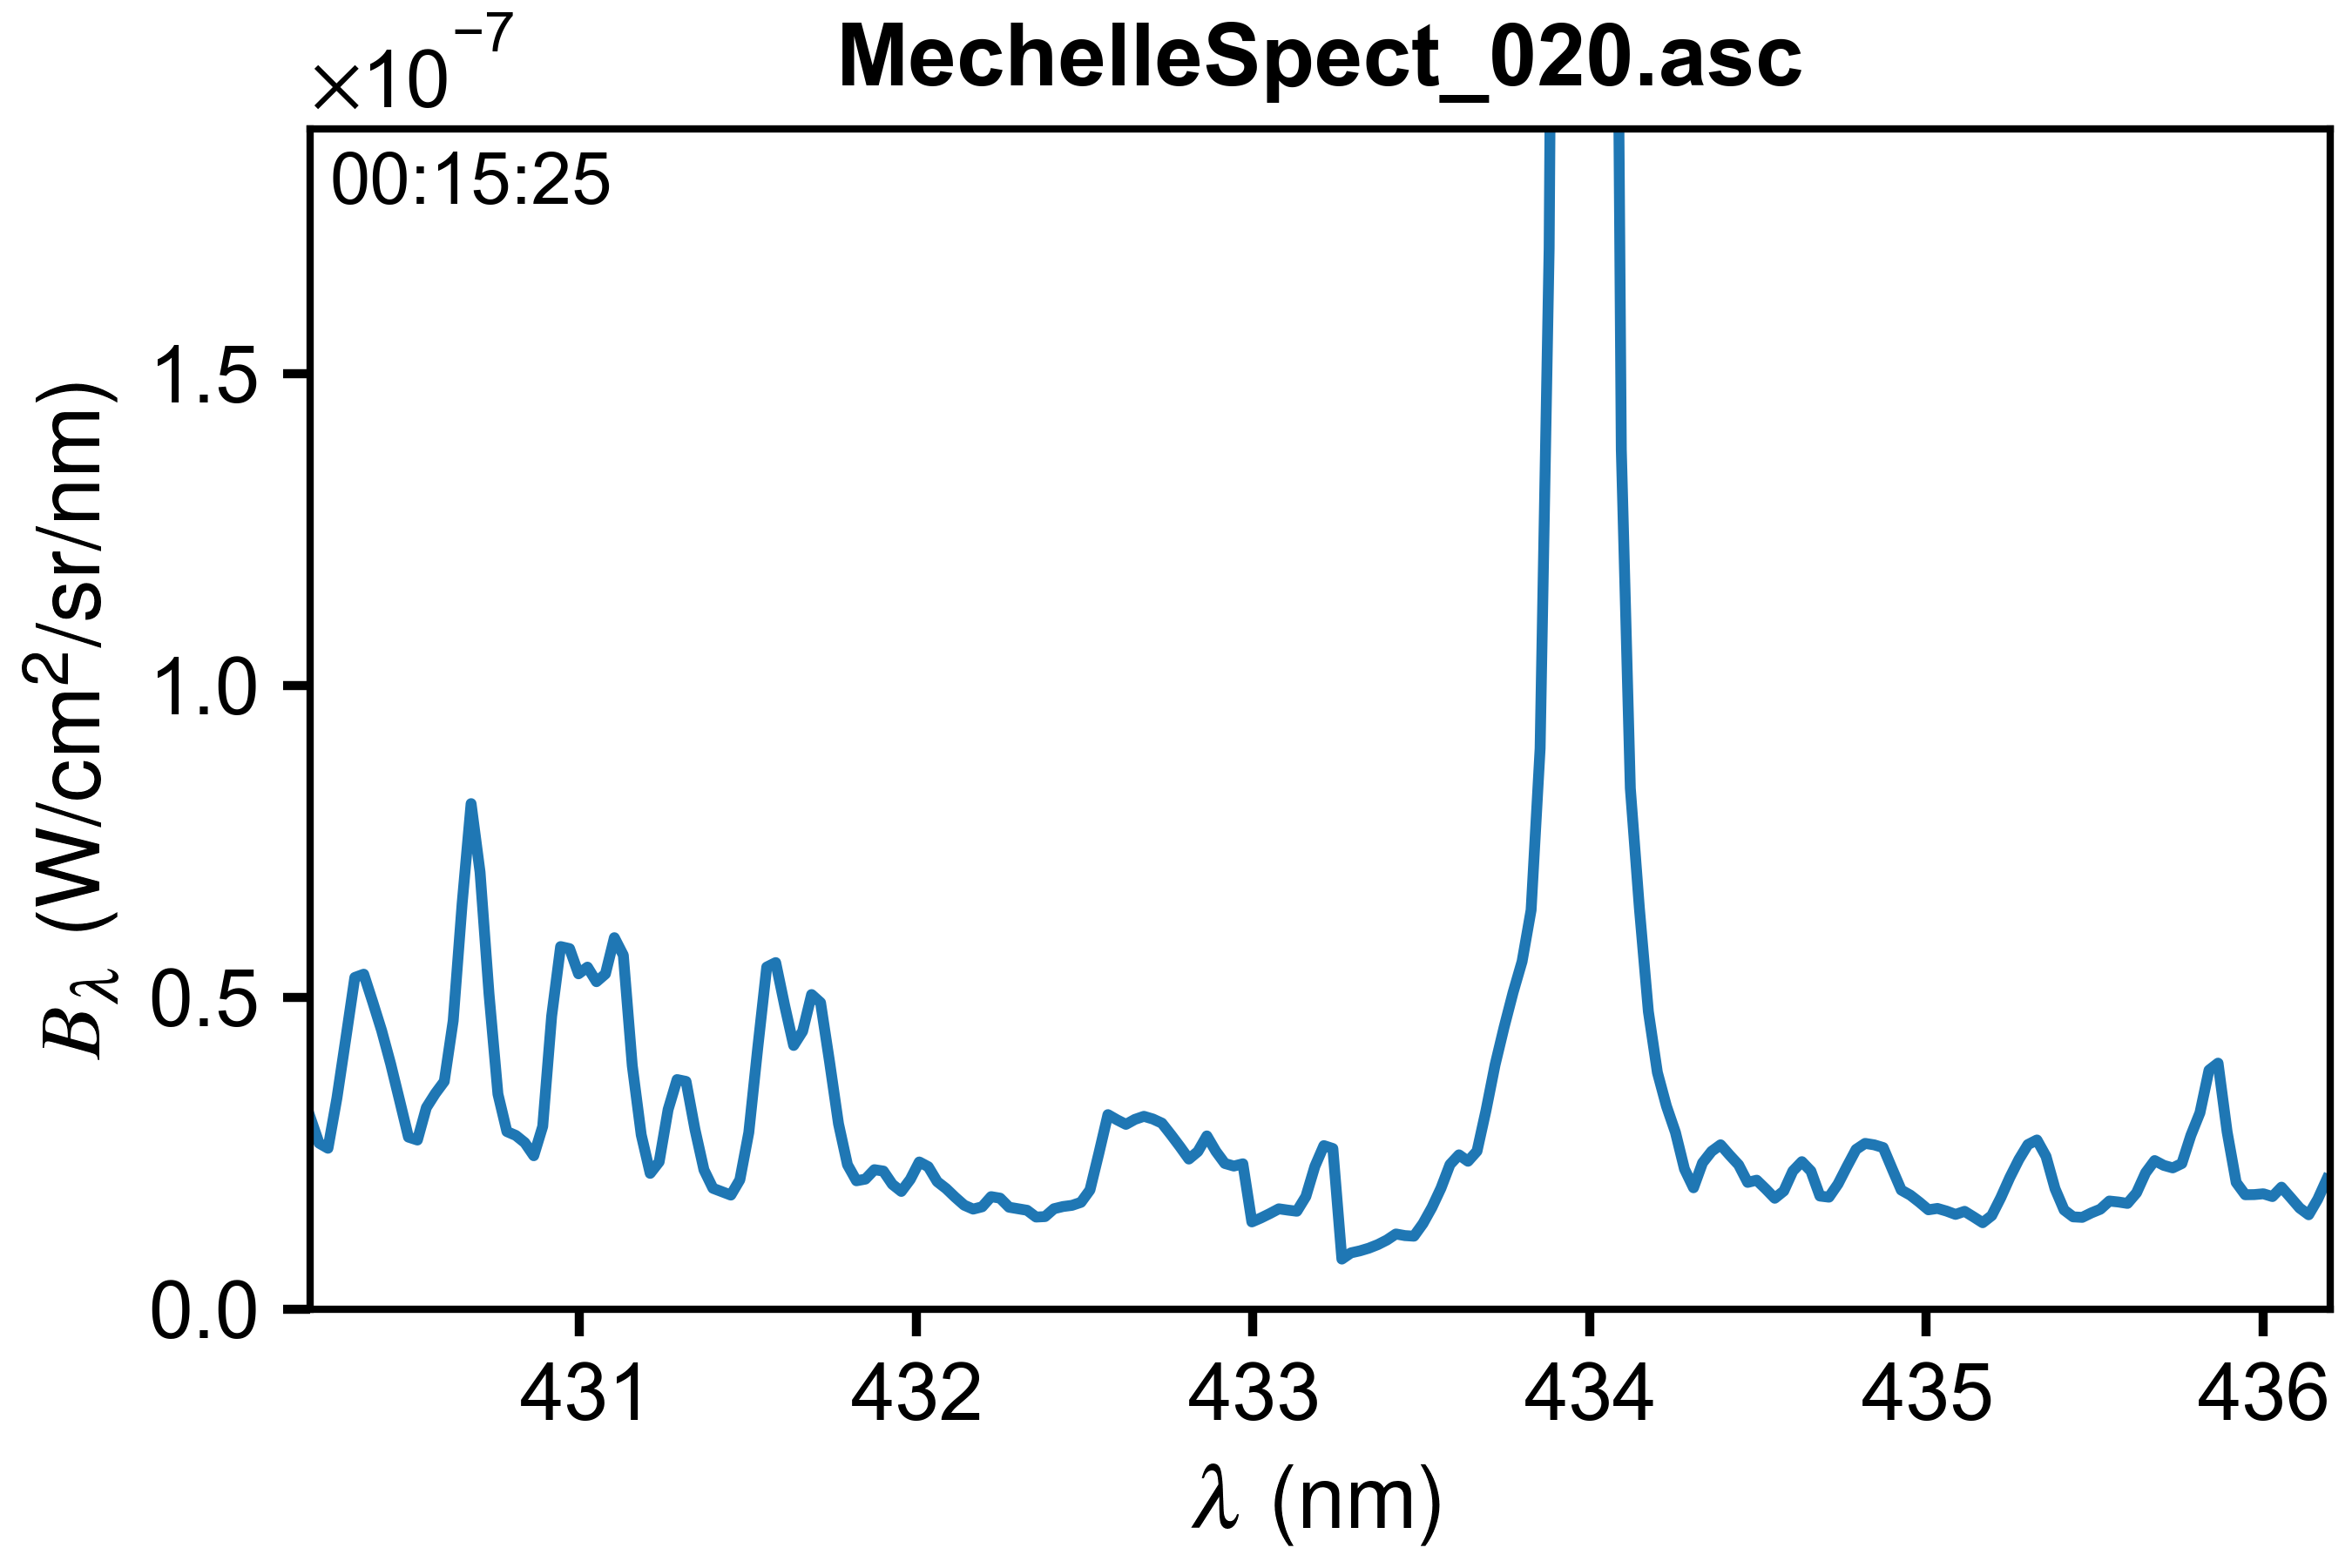 ×10⁻⁷
MechelleSpect_020.asc
00:15:25
1.5
1.0
0.5
0.0
B_λ (W/cm²/sr/nm)
431 432 433 434 435 436
λ (nm)